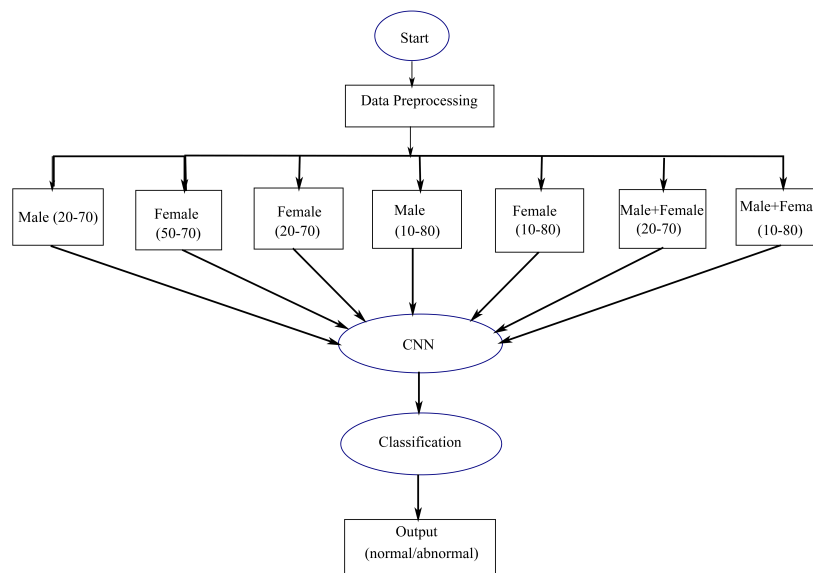 Start
Data Preprocessing
Male (20-70)
Female
(50-70)
Female
(20-70)
Male
(10-80)
Female
(10-80)
Male+Female
(20-70)
Male+Fema
(10-80)
CNN
Classification
Output
(normal/abnormal)